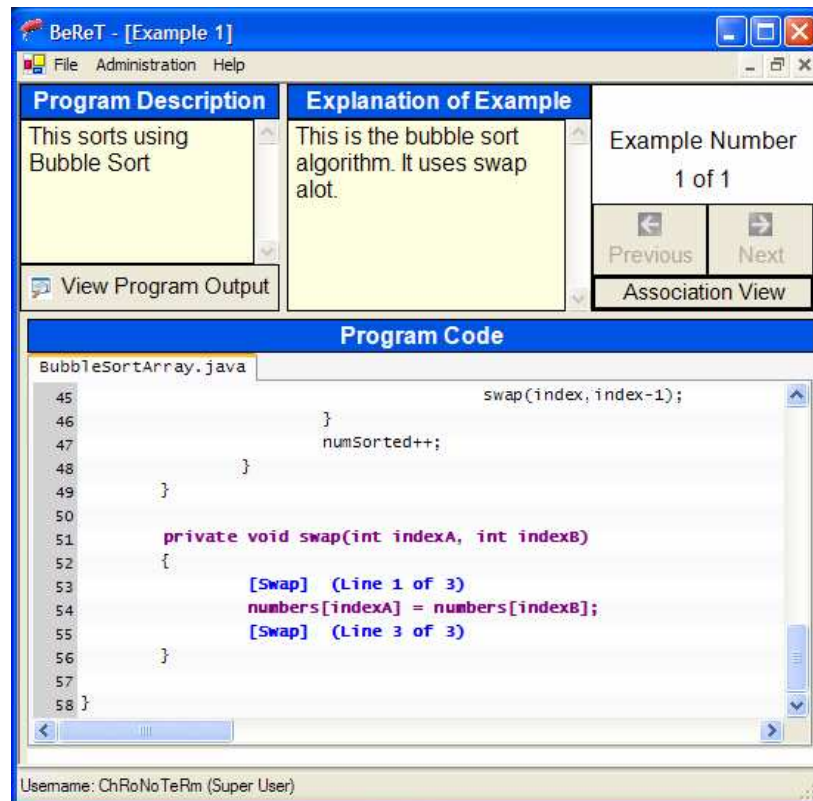 BeReT - [Example 1]
File Administration Help
Program Description
This sorts using
Bubble Sort
View Program Output
Explanation of Example
This is the bubble sort
algorithm. It uses swap
alot.
Example Number
1 of 1
Previous Next
Association View
Program Code
BubbleSortArray.java
45 swap(index,index-1);
46 }
47 numSorted++;
48 }
49 }
50
51 private void swap(int indexA, int indexB)
52 {
53 [Swap] (Line 1 of 3)
54 numbers[indexA] = numbers[indexB];
55 [Swap] (Line 3 of 3)
56 }
57
58 }
Username: ChRoNoTeRm (Super User)